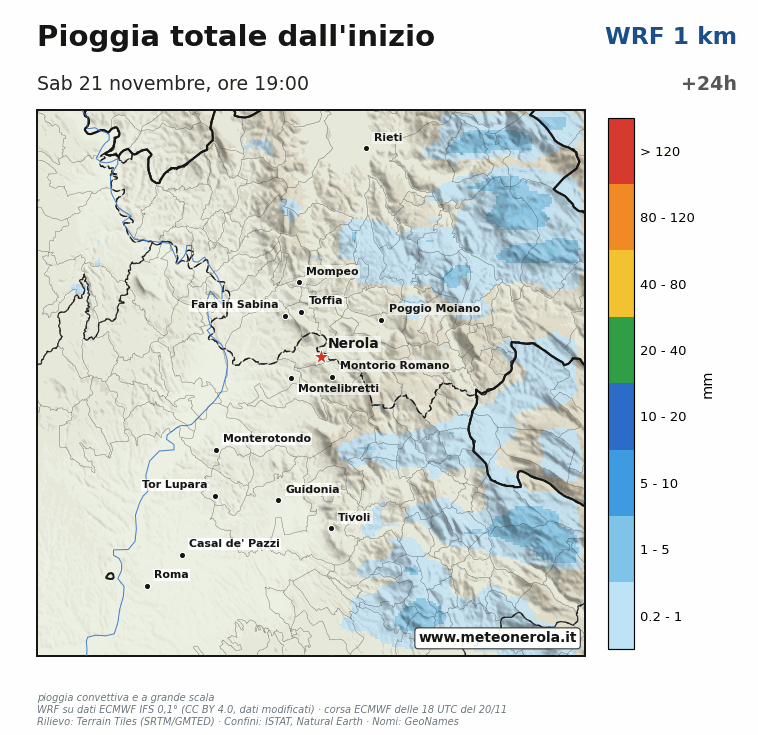 Pioggia totale dall'inizio
WRF 1 km
Sab 21 novembre, ore 19:00
+24h
Rieti
Mompeo
Fara in Sabina
Toffia
Poggio Moiano
Nerola
Montorio Romano
Montelibretti
Monterotondo
Tor Lupara
Guidonia
Tivoli
Casal de' Pazzi
Roma
www.meteonerola.it
> 120
80 - 120
40 - 80
20 - 40
10 - 20
5 - 10
1 - 5
0.2 - 1
mm
pioggia convettiva e a grande scala
WRF su dati ECMWF IFS 0,1° (CC BY 4.0, dati modificati) · corsa ECMWF delle 18 UTC del 20/11
Rilievo: Terrain Tiles (SRTM/GMTED) · Confini: ISTAT, Natural Earth · Nomi: GeoNames